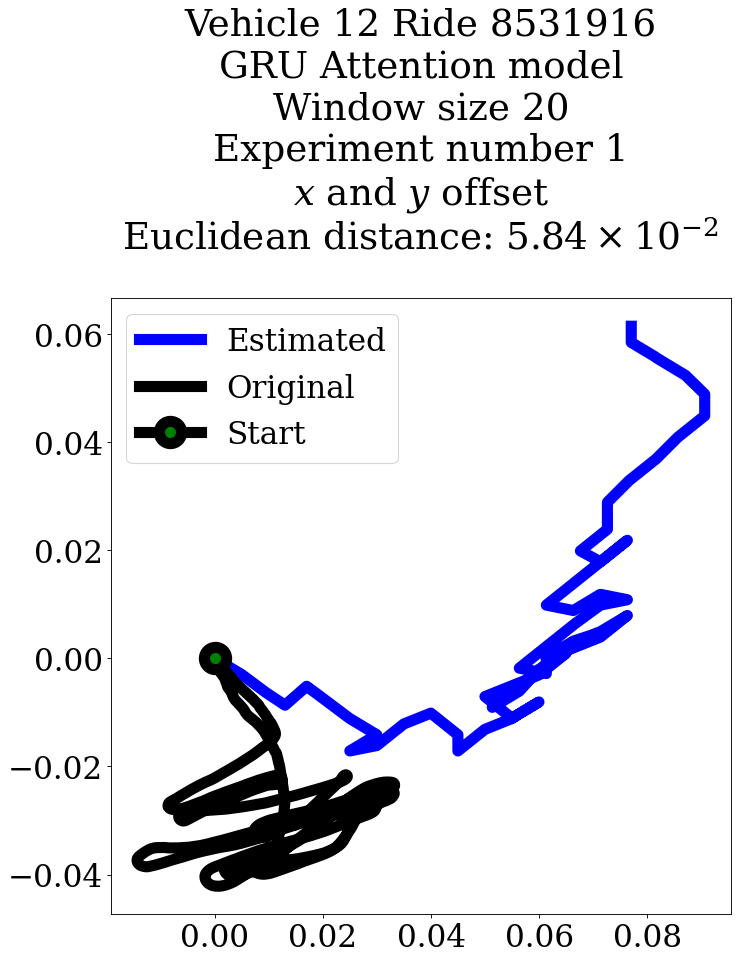 Vehicle 12 Ride 8531916
GRU Attention model
Window size 20
Experiment number 1
x and y offset
Euclidean distance: 5.84 × 10⁻²
Estimated
Original
Start
0.06
0.04
0.02
0.00
−0.02
−0.04
0.00 0.02 0.04 0.06 0.08